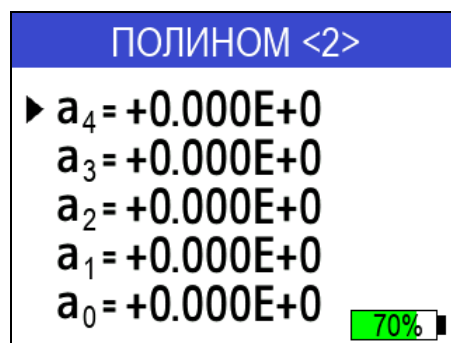 ПОЛИНОМ <2>
▶ a₄ = +0.000E+0
a₃ = +0.000E+0
a₂ = +0.000E+0
a₁ = +0.000E+0
a₀ = +0.000E+0
70%